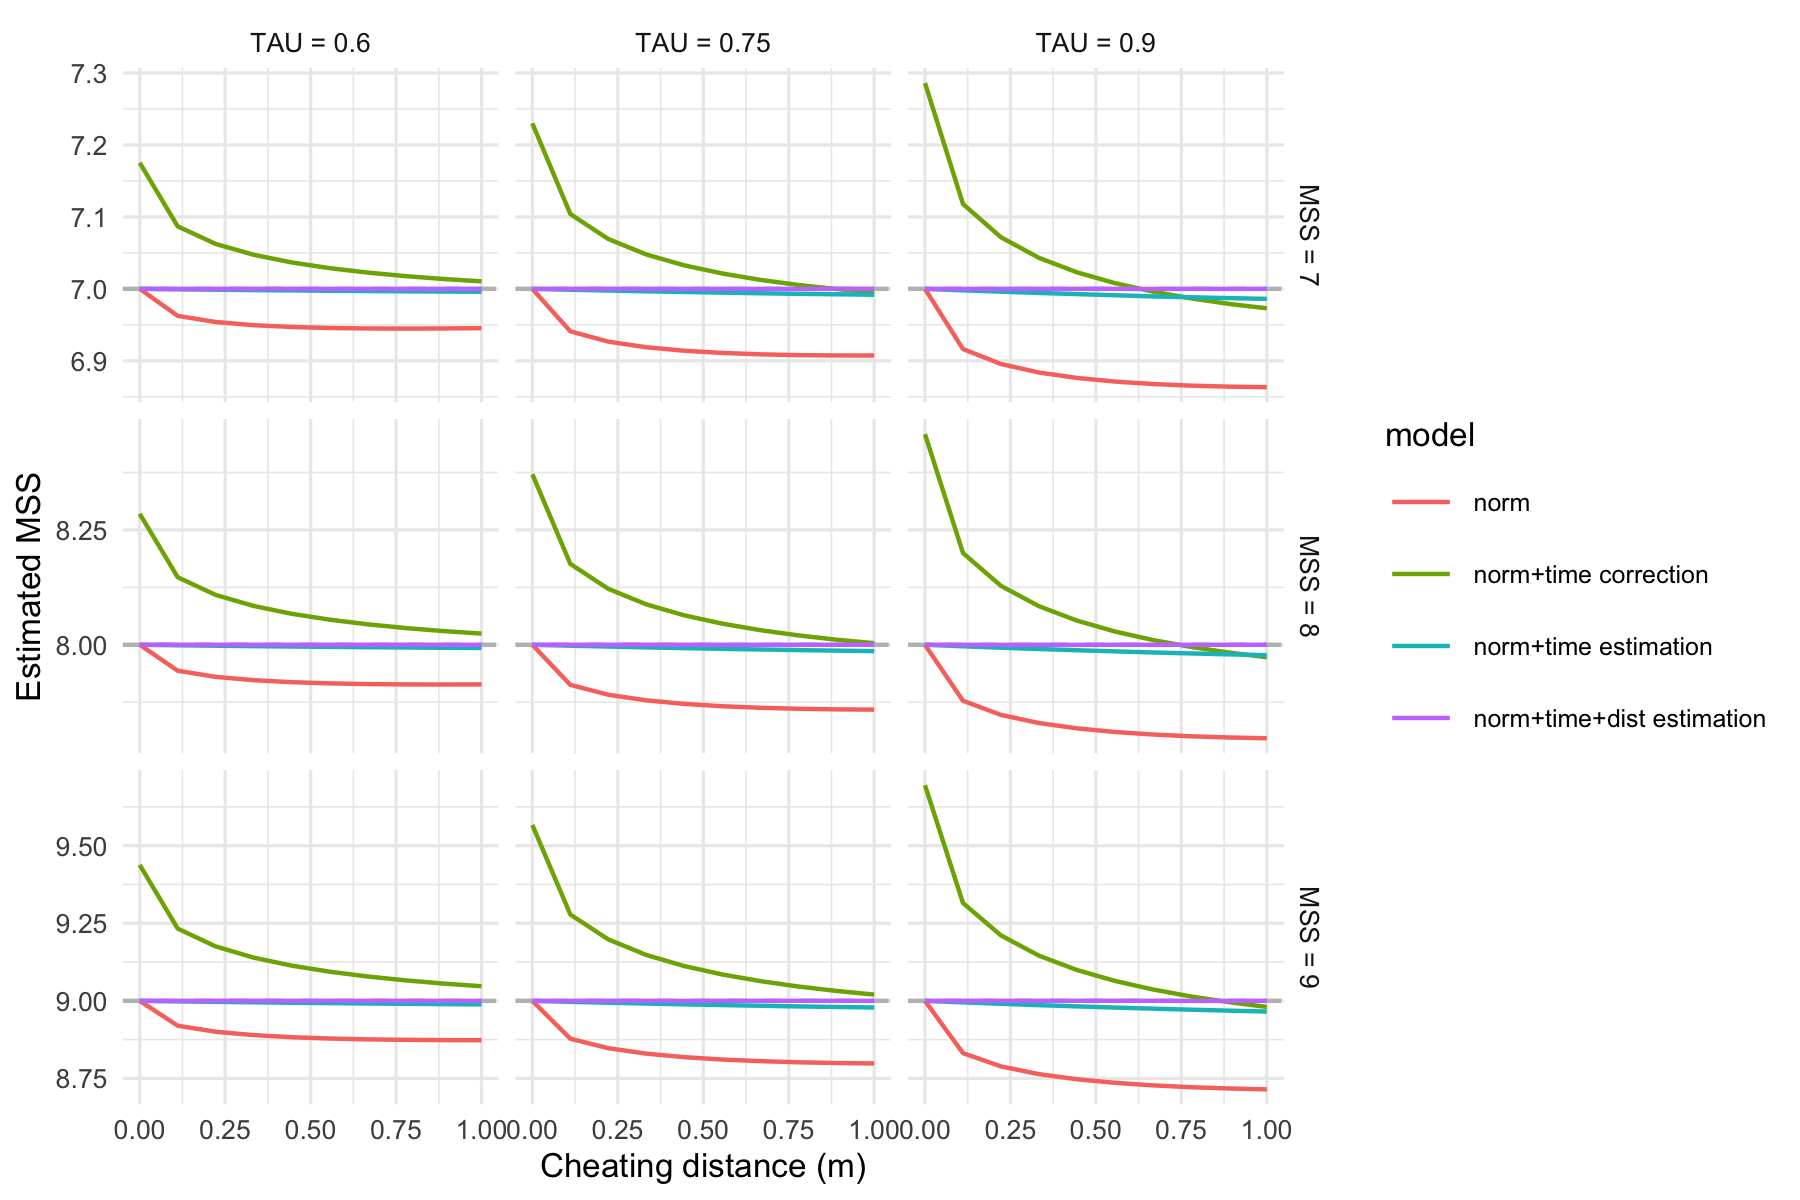 TAU = 0.6 TAU = 0.75 TAU = 0.9
7.3
7.2
7.1
7.0
6.9
MSS = 7
8.25
8.00
MSS = 8
9.50
9.25
9.00
8.75
MSS = 9
Estimated MSS
0.00 0.25 0.50 0.75 1.00 0.00 0.25 0.50 0.75 1.00 0.00 0.25 0.50 0.75 1.00
Cheating distance (m)
model
norm
norm+time correction
norm+time estimation
norm+time+dist estimation